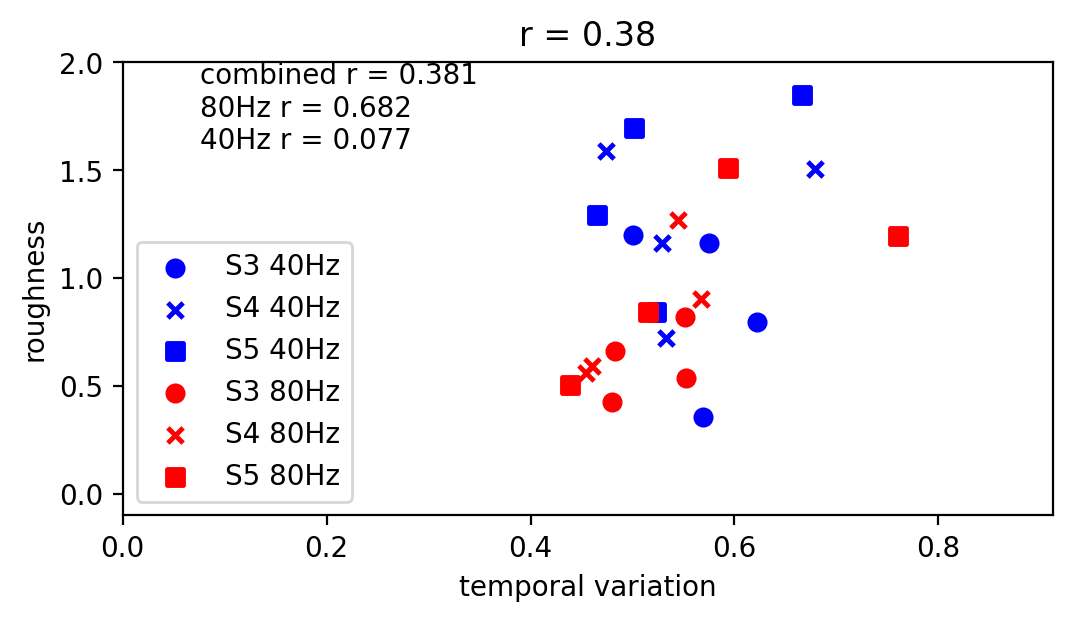 r = 0.38
combined r = 0.381
80Hz r = 0.682
40Hz r = 0.077
2.0
1.5
1.0
0.5
0.0
roughness
S3 40Hz
S4 40Hz
S5 40Hz
S3 80Hz
S4 80Hz
S5 80Hz
0.0 0.2 0.4 0.6 0.8
temporal variation